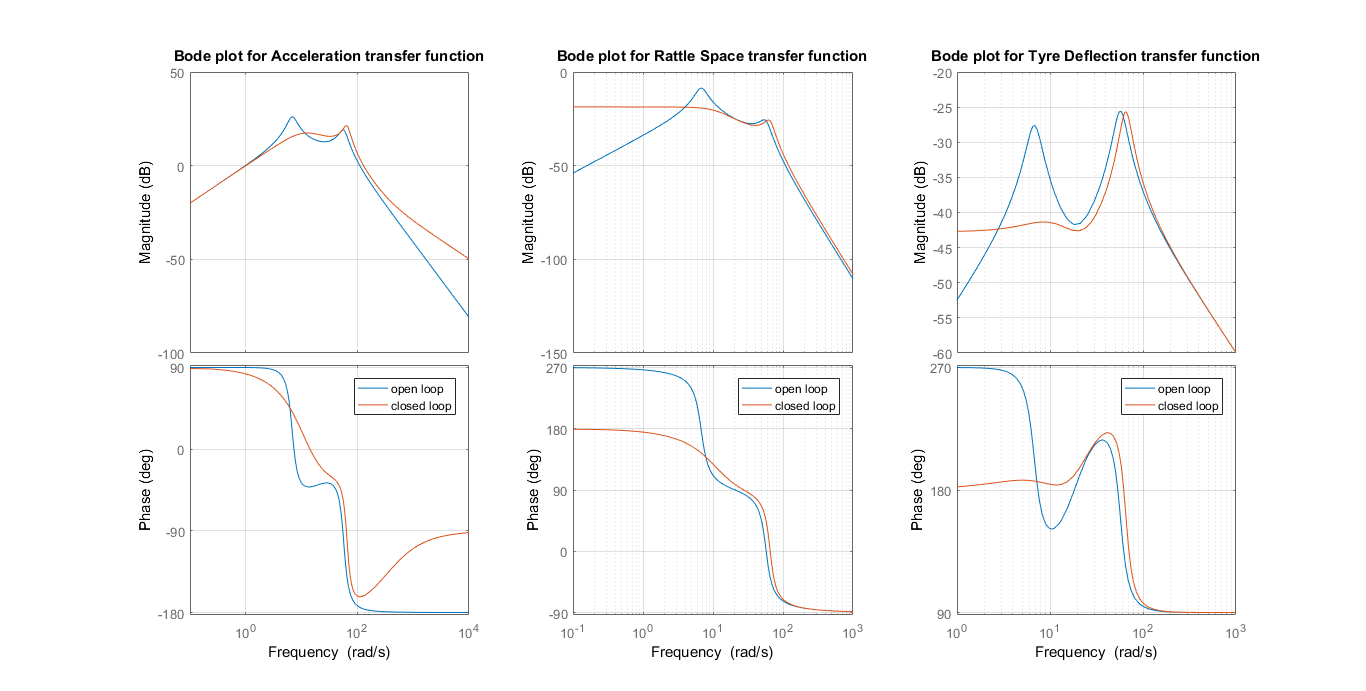 Bode plot for Acceleration transfer function
50
0
-50
-100
Magnitude (dB)
90
0
-90
-180
Phase (deg)
open loop
closed loop
10^0
10^2
10^4
Frequency (rad/s)
Bode plot for Rattle Space transfer function
0
-50
-100
-150
Magnitude (dB)
270
180
90
0
-90
Phase (deg)
open loop
closed loop
10^-1
10^0
10^1
10^2
10^3
Frequency (rad/s)
Bode plot for Tyre Deflection transfer function
-20
-25
-30
-35
-40
-45
-50
-55
-60
Magnitude (dB)
270
180
90
Phase (deg)
open loop
closed loop
10^0
10^1
10^2
10^3
Frequency (rad/s)